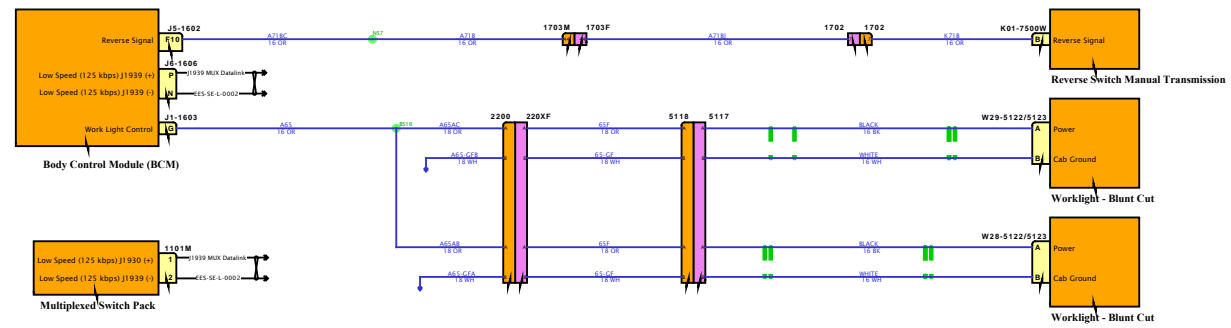 J5-1602
Reverse Signal
F10
A718C
16 OR
NS7
A718
16 OR
1703M
1703F
A718J
16 OR
1702
1702
K718
16 OR
K01-7500W
B
Reverse Signal
Reverse Switch Manual Transmission
J6-1606
Low Speed (125 kbps) J1939 (+)
P
J1939 MUX Datalink
Low Speed (125 kbps) J1939 (-)
N
EES-SE-L-0002
J1-1603
Work Light Control
G
A65
16 OR
BS16
Body Control Module (BCM)
A65AC
18 OR
2200
220XF
A
A
65F
18 OR
5118
5117
A
A
BLACK
16 BK
W29-5122/5123
A
Power
A65-GFB
18 WH
B
B
65-GF
18 WH
B
B
WHITE
16 WH
B
Cab Ground
Worklight - Blunt Cut
A65AB
18 OR
A
A
65F
18 OR
A
A
BLACK
16 BK
W28-5122/5123
A
Power
A65-GFA
18 WH
B
B
65-GF
18 WH
B
B
WHITE
16 WH
B
Cab Ground
Worklight - Blunt Cut
1101M
Low Speed (125 kbps) J1930 (+)
1
J1939 MUX Datalink
Low Speed (125 kbps) J1939 (-)
2
EES-SE-L-0002
Multiplexed Switch Pack